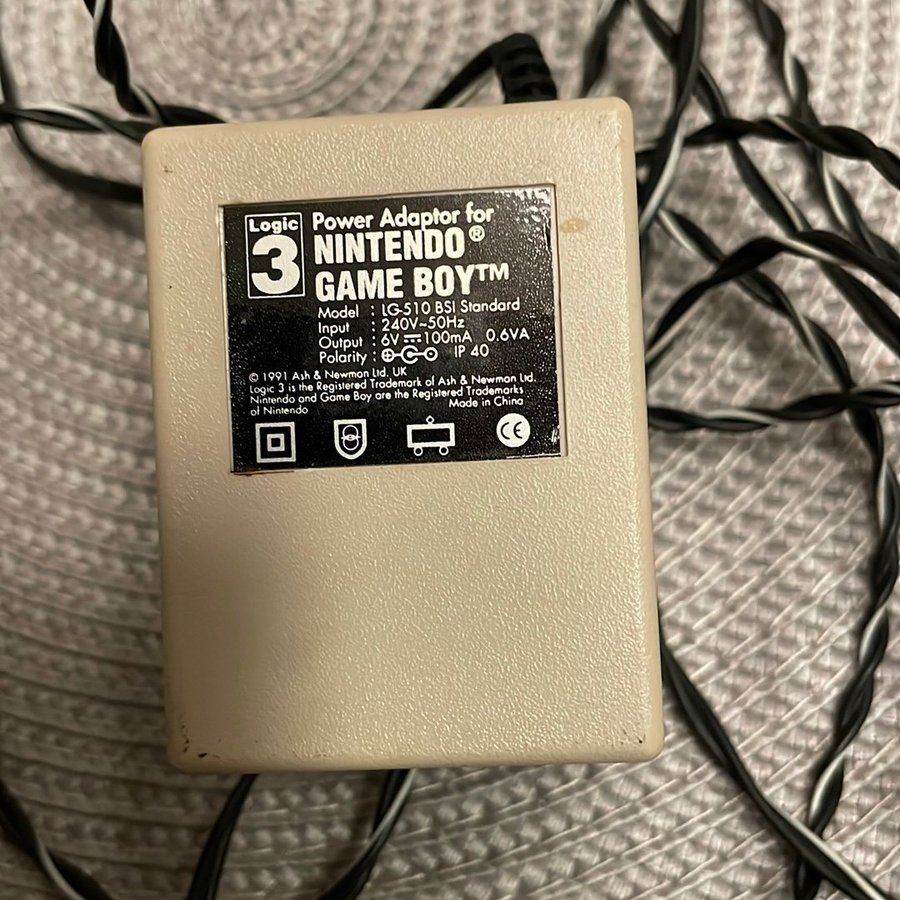 Logic
3
Power Adaptor for
NINTENDO®
GAME BOY™
Model : LG-510 BSI Standard
Input : 240V~50Hz
Output : 6V⎓100mA 0.6VA
Polarity : IP 40
© 1991 Ash & Newman Ltd. UK
Logic 3 is the Registered Trademark of Ash & Newman Ltd.
Nintendo and Game Boy are the Registered Trademarks
of Nintendo Made in China
CE